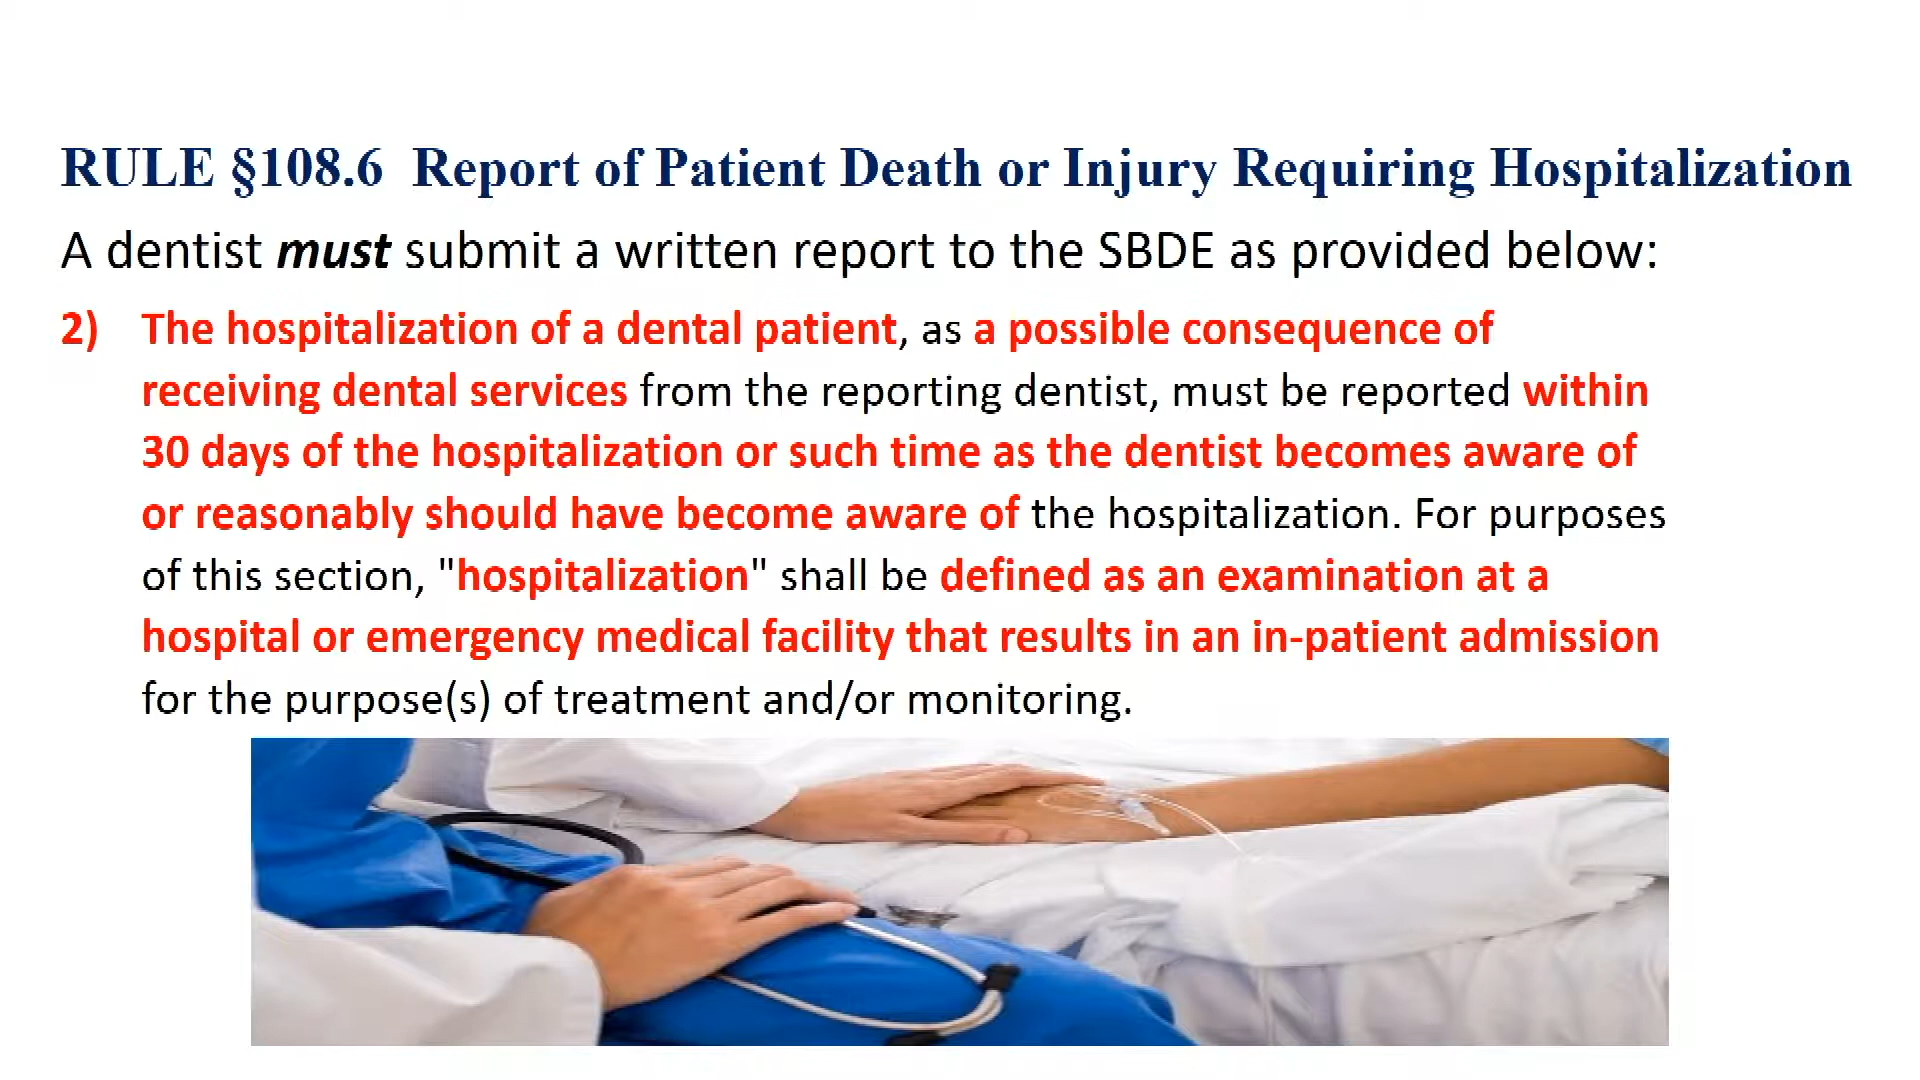 RULE §108.6 Report of Patient Death or Injury Requiring Hospitalization
A dentist must submit a written report to the SBDE as provided below:
2) The hospitalization of a dental patient, as a possible consequence of
receiving dental services from the reporting dentist, must be reported within
30 days of the hospitalization or such time as the dentist becomes aware of
or reasonably should have become aware of the hospitalization. For purposes
of this section, "hospitalization" shall be defined as an examination at a
hospital or emergency medical facility that results in an in-patient admission
for the purpose(s) of treatment and/or monitoring.